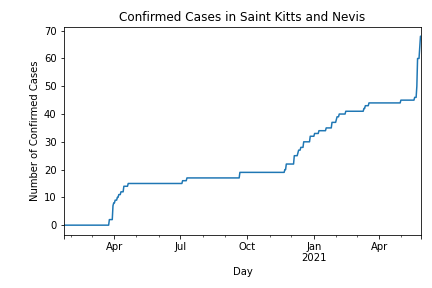 Confirmed Cases in Saint Kitts and Nevis
Number of Confirmed Cases
70
60
50
40
30
20
10
0
Apr
Jul
Oct
Jan
2021
Apr
Day